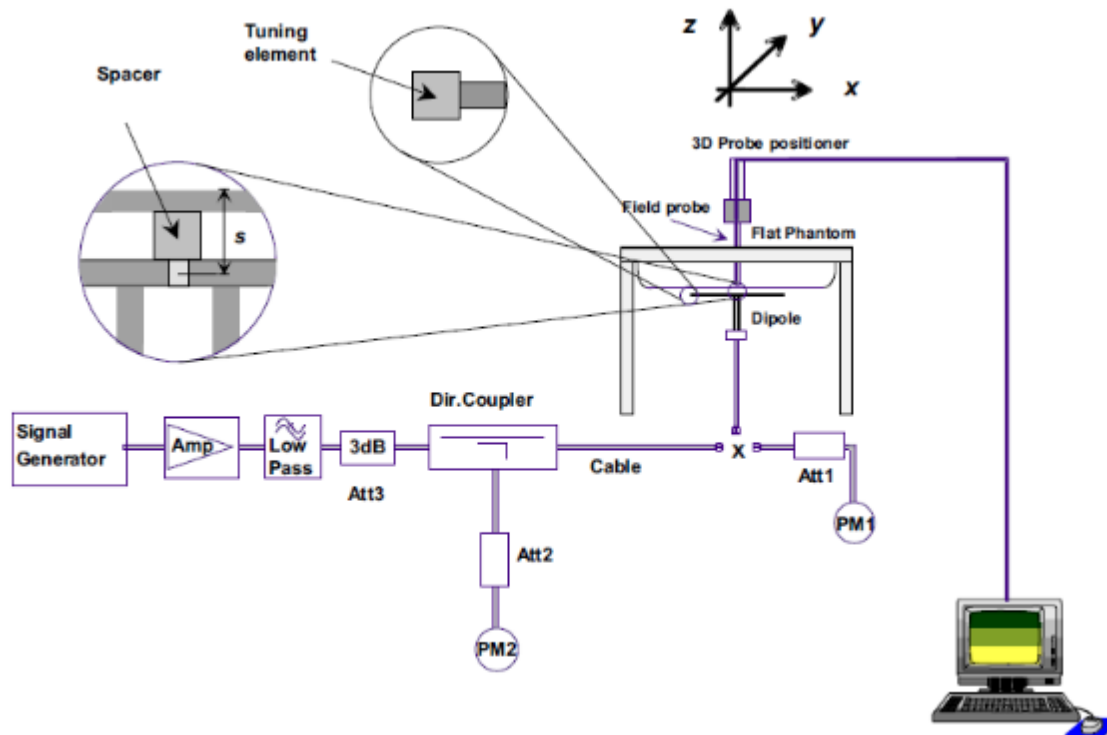 Tuning
element
Spacer
s
z
y
x
3D Probe positioner
Field probe
Flat Phantom
Dipole
Dir.Coupler
Signal
Generator
Amp
Low
Pass
3dB
Att3
Cable
x
Att1
PM1
Att2
PM2